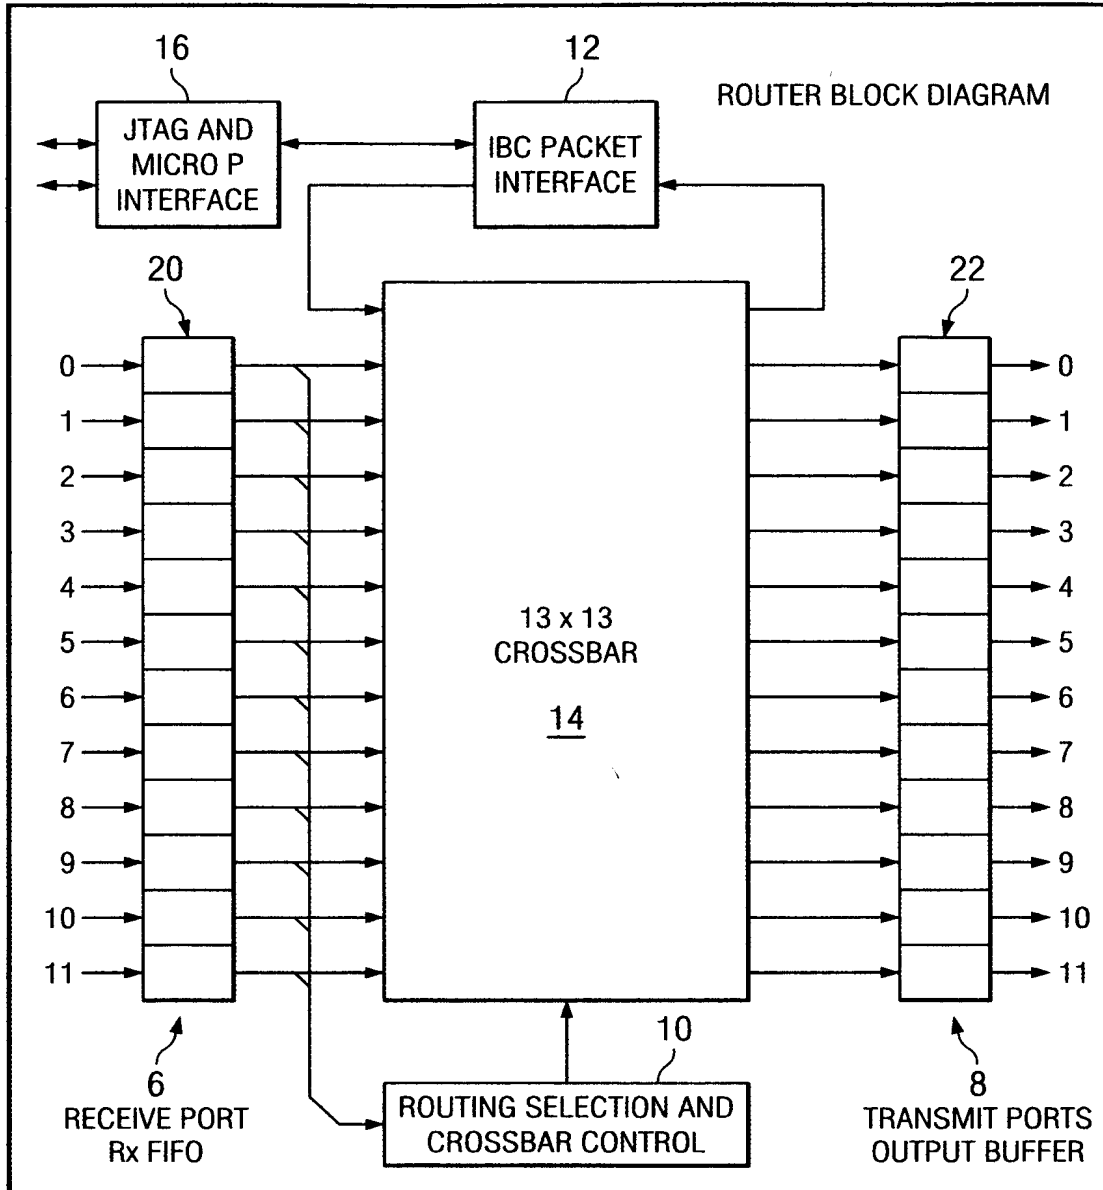 16
12
ROUTER BLOCK DIAGRAM
JTAG AND
MICRO P
INTERFACE
IBC PACKET
INTERFACE
20
22
0
1
2
3
4
5
6
7
8
9
10
11
13 x 13
CROSSBAR
14
0
1
2
3
4
5
6
7
8
9
10
11
6
RECEIVE PORT
Rx FIFO
10
ROUTING SELECTION AND
CROSSBAR CONTROL
8
TRANSMIT PORTS
OUTPUT BUFFER